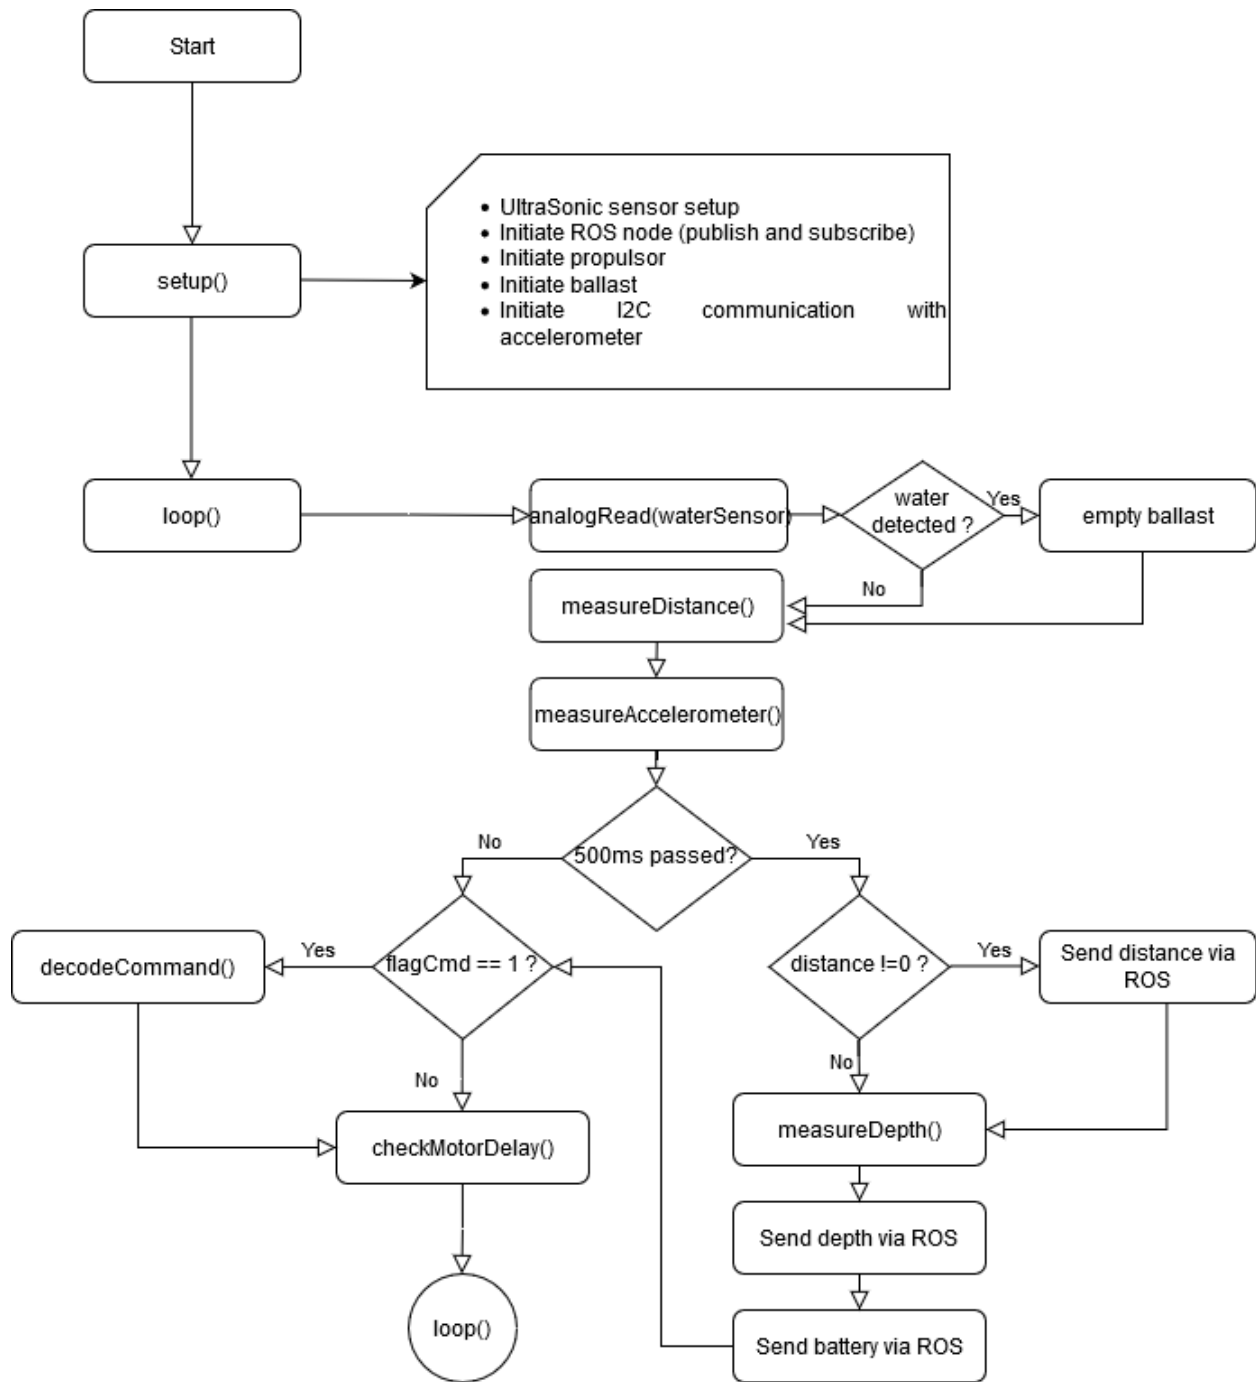 Start
UltraSonic sensor setup
Initiate ROS node (publish and subscribe)
Initiate propulsor
Initiate ballast
Initiate I2C communication with
accelerometer
setup()
loop()
analogRead(waterSensor)
water
detected ?
Yes
empty ballast
No
measureDistance()
measureAccelerometer()
500ms passed?
No
Yes
decodeCommand()
Yes
flagCmd == 1 ?
distance !=0 ?
Yes
Send distance via
ROS
No
No
checkMotorDelay()
measureDepth()
Send depth via ROS
loop()
Send battery via ROS